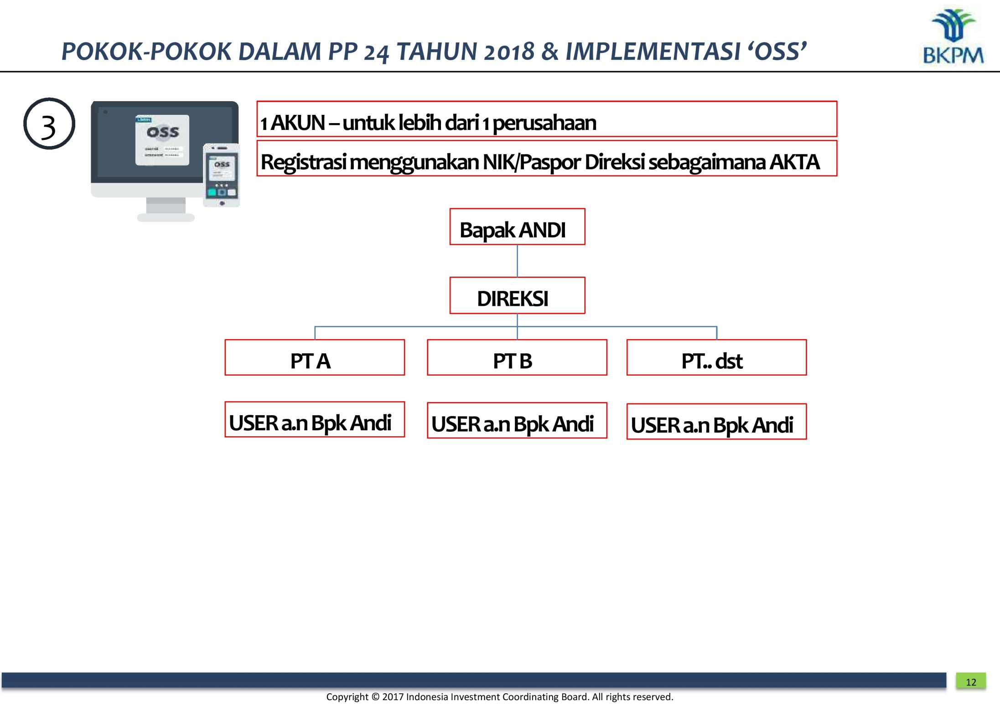 POKOK-POKOK DALAM PP 24 TAHUN 2018 & IMPLEMENTASI ‘OSS’
BKPM
3
OSS
OSS
1 AKUN – untuk lebih dari 1 perusahaan
Registrasi menggunakan NIK/Paspor Direksi sebagaimana AKTA
Bapak ANDI
DIREKSI
PT A
PT B
PT.. dst
USER a.n Bpk Andi
USER a.n Bpk Andi
USER a.n Bpk Andi
12
Copyright © 2017 Indonesia Investment Coordinating Board. All rights reserved.